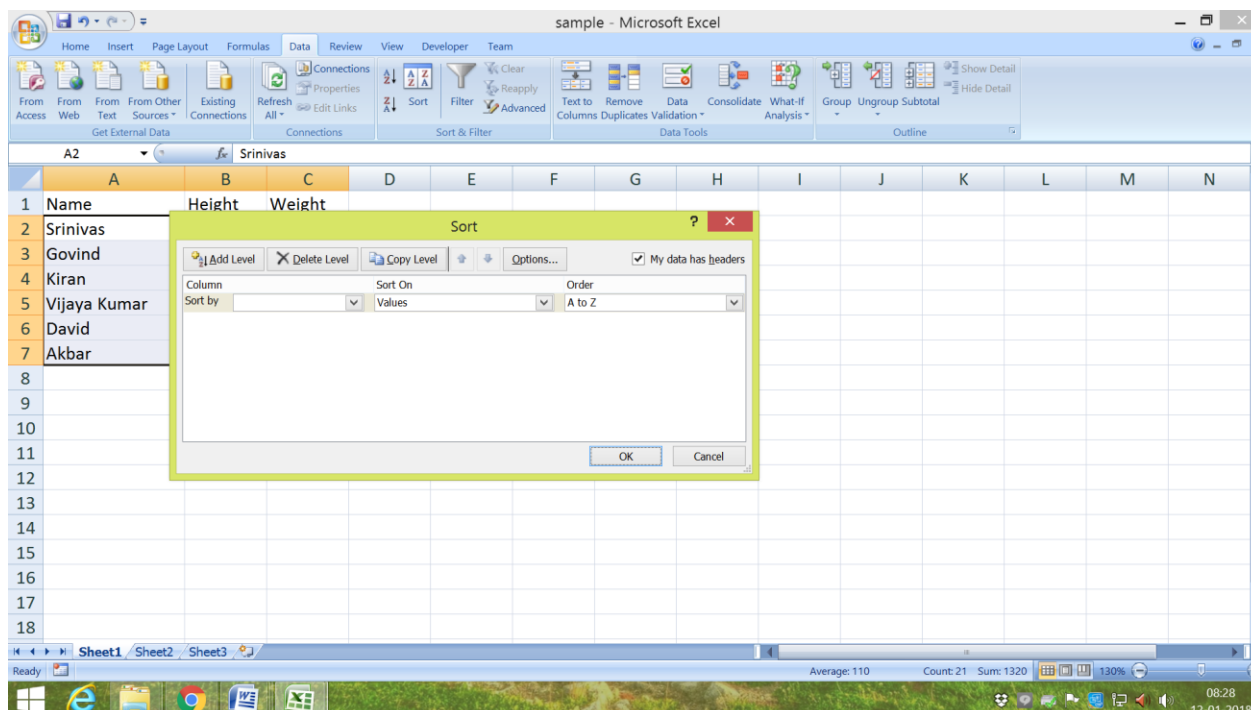 sample - Microsoft Excel
Home Insert Page Layout Formulas Data Review View Developer Team
From Access
From Web
From Text
From Other Sources
Existing Connections
Get External Data
Refresh All
Connections
Properties
Edit Links
Connections
Sort
Filter
Clear
Reapply
Advanced
Sort & Filter
Text to Columns
Remove Duplicates
Data Validation
Consolidate
What-If Analysis
Data Tools
Group
Ungroup
Subtotal
Show Detail
Hide Detail
Outline
A2 fx Srinivas
A B C D E F G H I J K L M N
1 Name Height Weight
2 Srinivas
3 Govind
4 Kiran
5 Vijaya Kumar
6 David
7 Akbar
8
9
10
11
12
13
14
15
16
17
18
Sort ?
Add Level Delete Level Copy Level Options... My data has headers
Column Sort On Order
Sort by Values A to Z
OK Cancel
Sheet1 Sheet2 Sheet3
Ready Average: 110 Count: 21 Sum: 1320 130%
08:28
12-01-2018